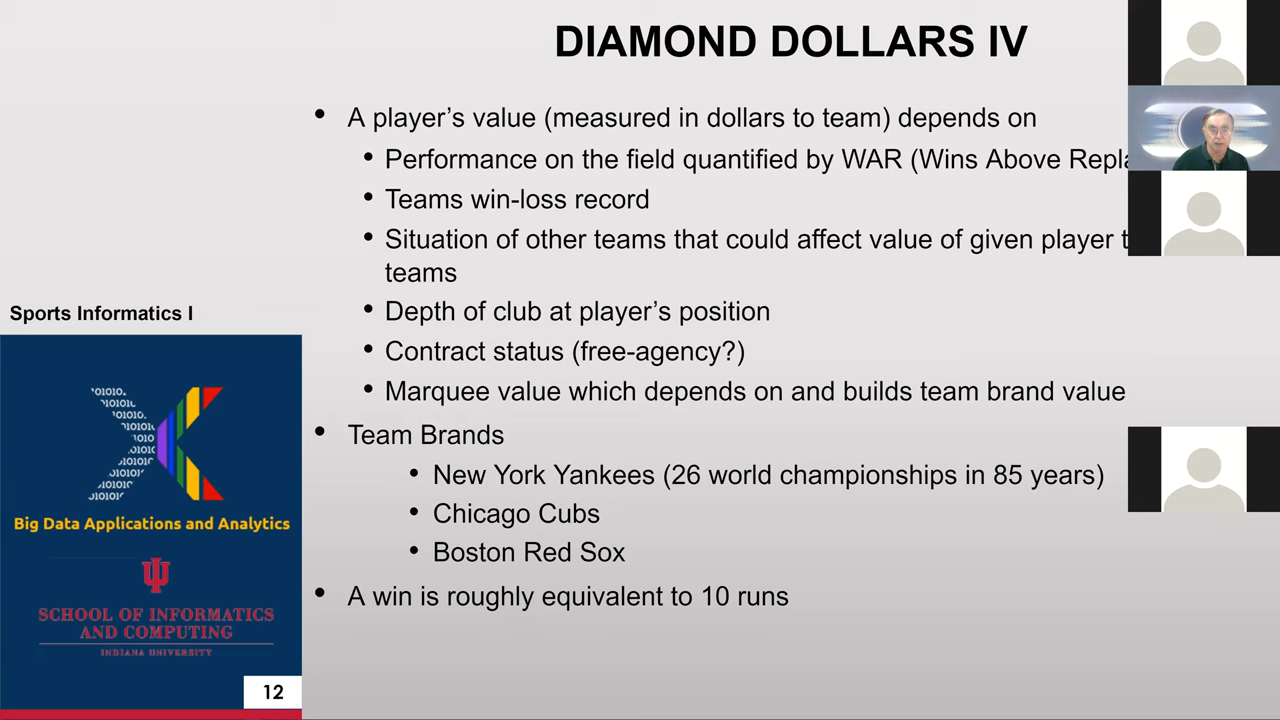 DIAMOND DOLLARS IV
• A player's value (measured in dollars to team) depends on
• Performance on the field quantified by WAR (Wins Above
• Teams win-loss record
• Situation of other teams that could affect value of given player
teams
• Depth of club at player's position
• Contract status (free-agency?)
• Marquee value which depends on and builds team brand value
• Team Brands
• New York Yankees (26 world championships in 85 years)
• Chicago Cubs
• Boston Red Sox
• A win is roughly equivalent to 10 runs
Sports Informatics I
Big Data Applications and Analytics
SCHOOL OF INFORMATICS
AND COMPUTING
INDIANA UNIVERSITY
12